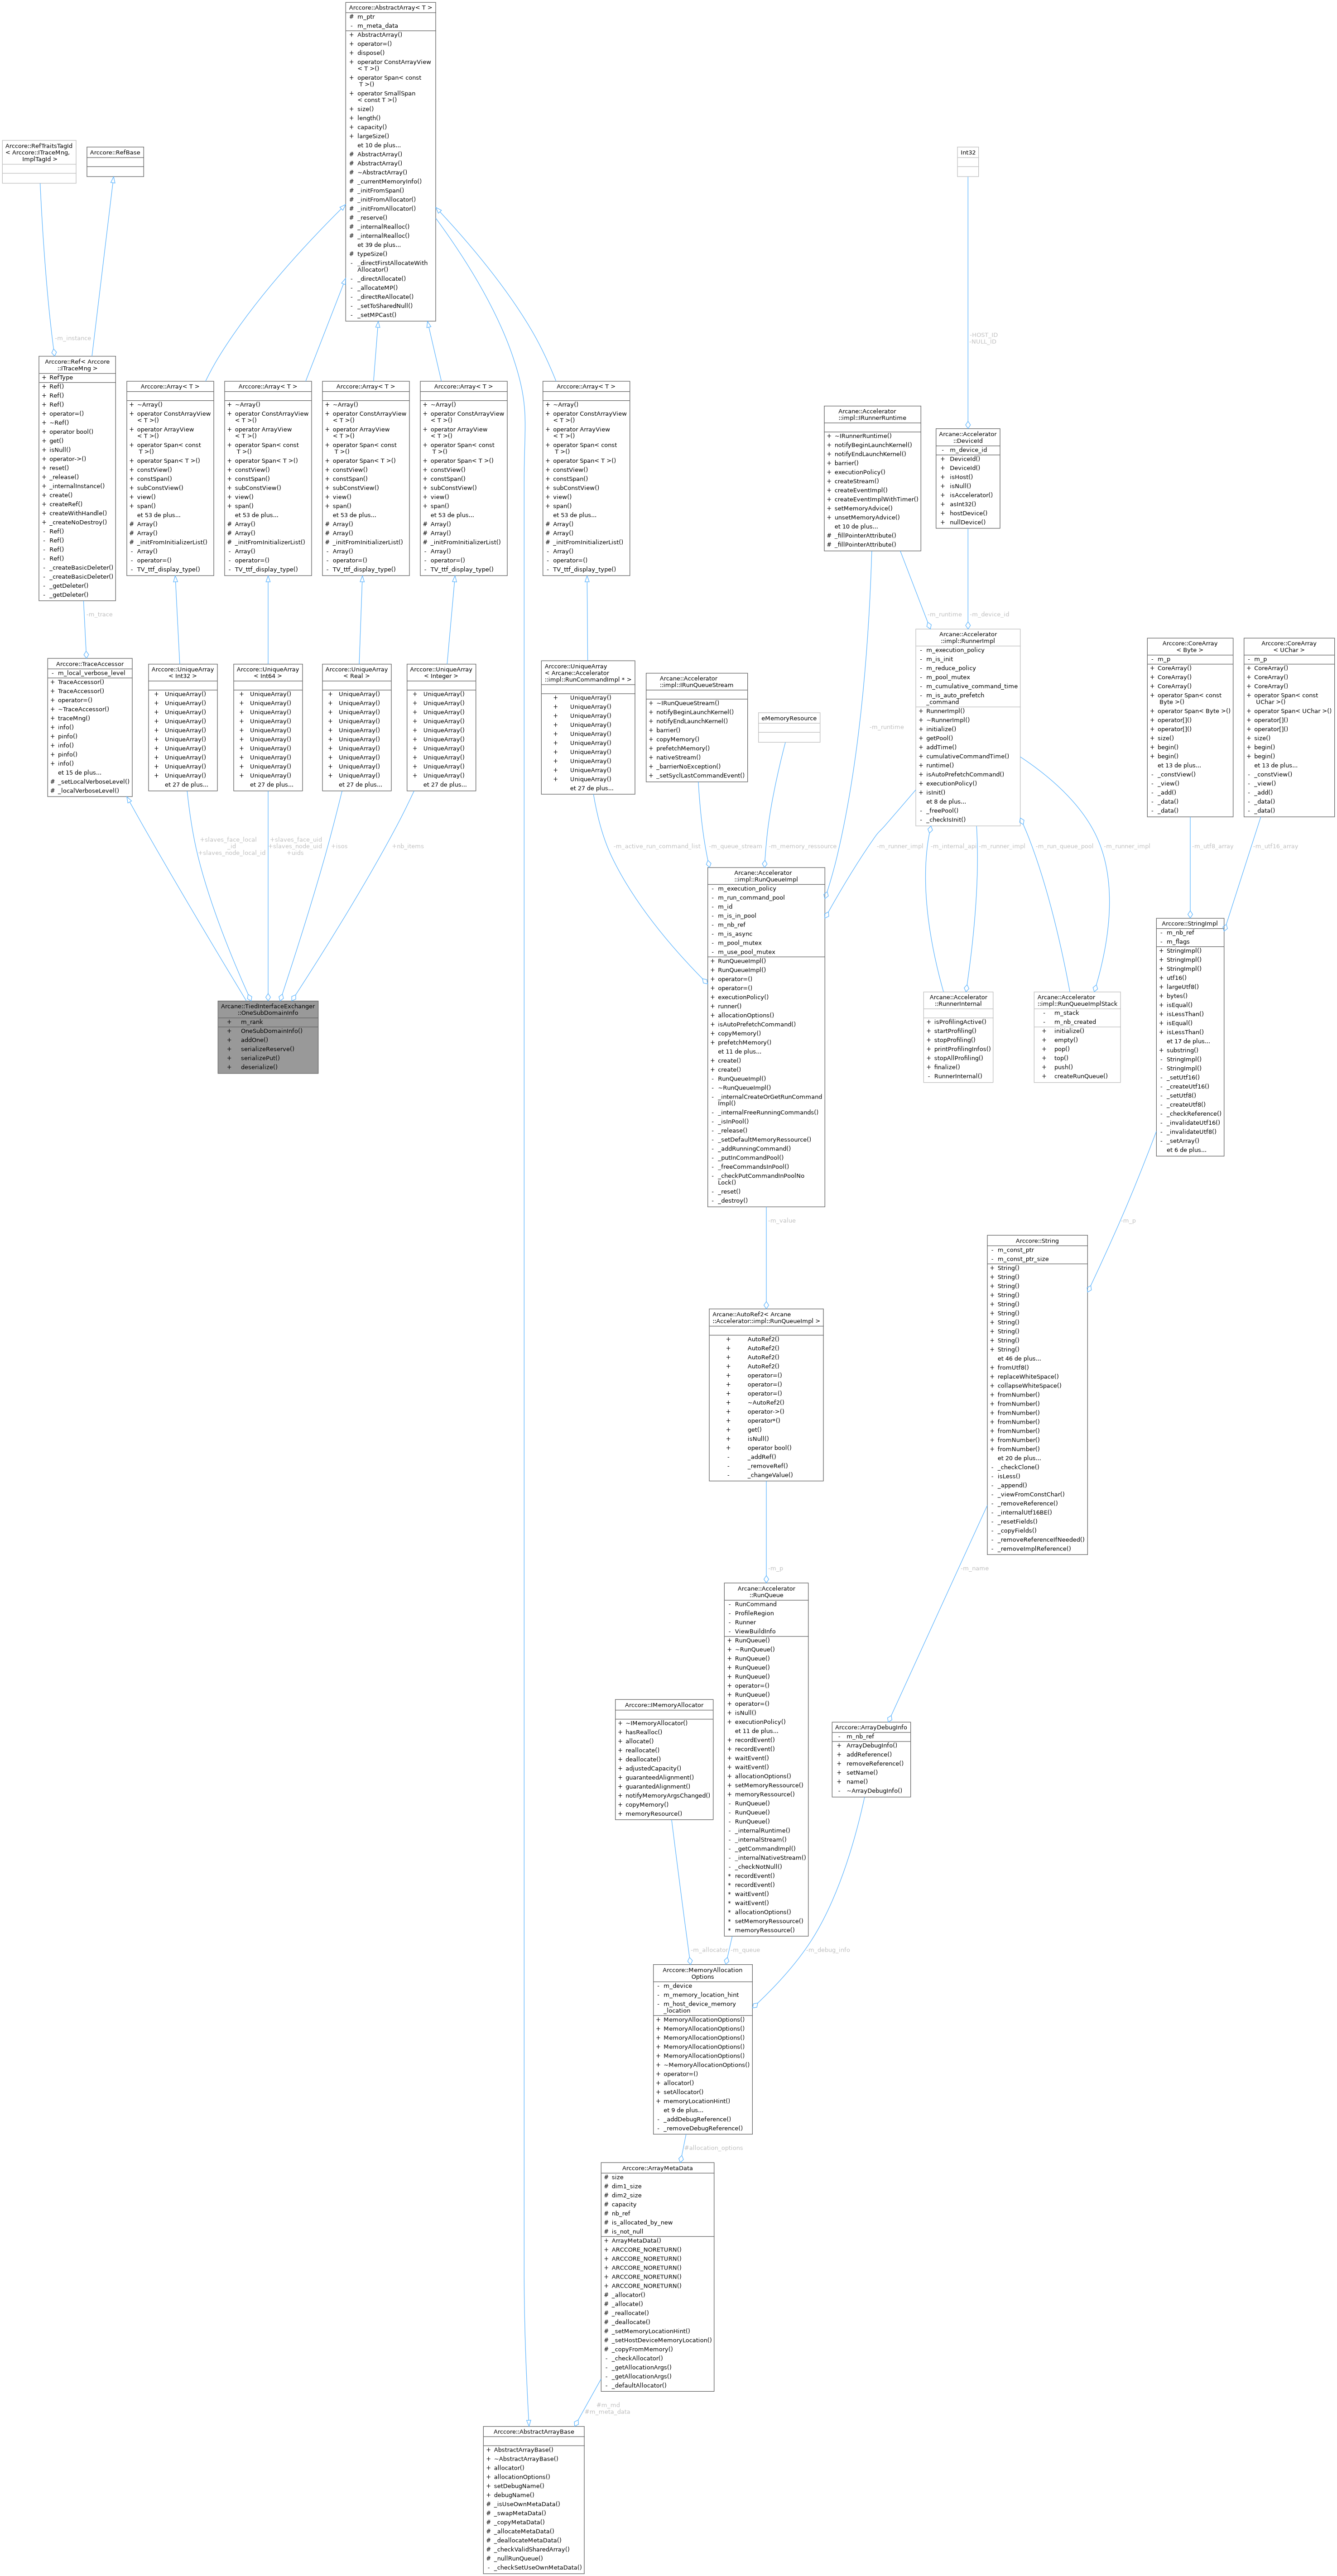 Arccore::AbstractArray< T >
# m_ptr
- m_meta_data
+ AbstractArray()
+ operator=()
+ dispose()
+ operator ConstArrayView
< T >()
+ operator Span< const
T >()
+ operator SmallSpan
< const T >()
+ size()
+ length()
+ capacity()
+ largeSize()
et 10 de plus...
# AbstractArray()
# AbstractArray()
# ~AbstractArray()
# _currentMemoryInfo()
# _initFromSpan()
# _initFromAllocator()
# _initFromAllocator()
# _reserve()
# _internalRealloc()
# _internalRealloc()
et 39 de plus...
# typeSize()
- _directFirstAllocateWith
Allocator()
- _directAllocate()
- _allocateMP()
- _directReAllocate()
- _setToSharedNull()
- _setMPCast()
Arccore::RefTraitsTagId
< Arccore::ITraceMng,
ImplTagId >
Arccore::RefBase
Int32
-m_instance
-HOST_ID
-NULL_ID
Arccore::Ref< Arccore
::ITraceMng >
+ RefType
+ Ref()
+ Ref()
+ Ref()
+ operator=()
+ ~Ref()
+ operator bool()
+ get()
+ isNull()
+ operator->()
+ reset()
+ _release()
+ _internalInstance()
+ create()
+ createRef()
+ createWithHandle()
+ _createNoDestroy()
- Ref()
- Ref()
- Ref()
- Ref()
- _createBasicDeleter()
- _createBasicDeleter()
- _getDeleter()
- _getDeleter()
Arccore::Array< T >
+ ~Array()
+ operator ConstArrayView
< T >()
+ operator ArrayView
< T >()
+ operator Span< const
T >()
+ operator Span< T >()
+ constView()
+ constSpan()
+ subConstView()
+ view()
+ span()
et 53 de plus...
# Array()
# Array()
# _initFromInitializerList()
- Array()
- operator=()
- TV_ttf_display_type()
Arccore::Array< T >
+ ~Array()
+ operator ConstArrayView
< T >()
+ operator ArrayView
< T >()
+ operator Span< const
T >()
+ operator Span< T >()
+ constView()
+ constSpan()
+ subConstView()
+ view()
+ span()
et 53 de plus...
# Array()
# Array()
# _initFromInitializerList()
- Array()
- operator=()
- TV_ttf_display_type()
Arccore::Array< T >
+ ~Array()
+ operator ConstArrayView
< T >()
+ operator ArrayView
< T >()
+ operator Span< const
T >()
+ operator Span< T >()
+ constView()
+ constSpan()
+ subConstView()
+ view()
+ span()
et 53 de plus...
# Array()
# Array()
# _initFromInitializerList()
- Array()
- operator=()
- TV_ttf_display_type()
Arccore::Array< T >
+ ~Array()
+ operator ConstArrayView
< T >()
+ operator ArrayView
< T >()
+ operator Span< const
T >()
+ operator Span< T >()
+ constView()
+ constSpan()
+ subConstView()
+ view()
+ span()
et 53 de plus...
# Array()
# Array()
# _initFromInitializerList()
- Array()
- operator=()
- TV_ttf_display_type()
Arccore::Array< T >
+ ~Array()
+ operator ConstArrayView
< T >()
+ operator ArrayView
< T >()
+ operator Span< const
T >()
+ operator Span< T >()
+ constView()
+ constSpan()
+ subConstView()
+ view()
+ span()
et 53 de plus...
# Array()
# Array()
# _initFromInitializerList()
- Array()
- operator=()
- TV_ttf_display_type()
Arcane::Accelerator
::impl::IRunnerRuntime
+ ~IRunnerRuntime()
+ notifyBeginLaunchKernel()
+ notifyEndLaunchKernel()
+ barrier()
+ executionPolicy()
+ createStream()
+ createEventImpl()
+ createEventImplWithTimer()
+ setMemoryAdvice()
+ unsetMemoryAdvice()
et 10 de plus...
# _fillPointerAttribute()
# _fillPointerAttribute()
Arcane::Accelerator
::DeviceId
- m_device_id
+ DeviceId()
+ DeviceId()
+ isHost()
+ isNull()
+ isAccelerator()
+ asInt32()
+ hostDevice()
+ nullDevice()
-m_trace
-m_runtime
-m_device_id
Arccore::TraceAccessor
- m_local_verbose_level
+ TraceAccessor()
+ TraceAccessor()
+ operator=()
+ ~TraceAccessor()
+ traceMng()
+ info()
+ pinfo()
+ info()
+ pinfo()
+ info()
et 15 de plus...
# _setLocalVerboseLevel()
# _localVerboseLevel()
Arccore::UniqueArray
< Int32 >
+ UniqueArray()
+ UniqueArray()
+ UniqueArray()
+ UniqueArray()
+ UniqueArray()
+ UniqueArray()
+ UniqueArray()
+ UniqueArray()
+ UniqueArray()
+ UniqueArray()
et 27 de plus...
Arccore::UniqueArray
< Int64 >
+ UniqueArray()
+ UniqueArray()
+ UniqueArray()
+ UniqueArray()
+ UniqueArray()
+ UniqueArray()
+ UniqueArray()
+ UniqueArray()
+ UniqueArray()
+ UniqueArray()
et 27 de plus...
Arccore::UniqueArray
< Real >
+ UniqueArray()
+ UniqueArray()
+ UniqueArray()
+ UniqueArray()
+ UniqueArray()
+ UniqueArray()
+ UniqueArray()
+ UniqueArray()
+ UniqueArray()
+ UniqueArray()
et 27 de plus...
Arccore::UniqueArray
< Integer >
+ UniqueArray()
+ UniqueArray()
+ UniqueArray()
+ UniqueArray()
+ UniqueArray()
+ UniqueArray()
+ UniqueArray()
+ UniqueArray()
+ UniqueArray()
+ UniqueArray()
et 27 de plus...
Arccore::UniqueArray
< Arcane::Accelerator
::impl::RunCommandImpl * >
+ UniqueArray()
+ UniqueArray()
+ UniqueArray()
+ UniqueArray()
+ UniqueArray()
+ UniqueArray()
+ UniqueArray()
+ UniqueArray()
+ UniqueArray()
+ UniqueArray()
et 27 de plus...
Arcane::Accelerator
::impl::IRunQueueStream
+ ~IRunQueueStream()
+ notifyBeginLaunchKernel()
+ notifyEndLaunchKernel()
+ barrier()
+ copyMemory()
+ prefetchMemory()
+ nativeStream()
+ _barrierNoException()
+ _setSyclLastCommandEvent()
eMemoryResource
-m_runtime
Arcane::Accelerator
::impl::RunnerImpl
- m_execution_policy
- m_is_init
- m_reduce_policy
- m_pool_mutex
- m_cumulative_command_time
- m_is_auto_prefetch
_command
+ RunnerImpl()
+ ~RunnerImpl()
+ initialize()
+ getPool()
+ addTime()
+ cumulativeCommandTime()
+ runtime()
+ isAutoPrefetchCommand()
+ executionPolicy()
+ isInit()
et 8 de plus...
- _freePool()
- _checkIsInit()
Arccore::CoreArray
< Byte >
- m_p
+ CoreArray()
+ CoreArray()
+ CoreArray()
+ operator Span< const
Byte >()
+ operator Span< Byte >()
+ operator[]()
+ operator[]()
+ size()
+ begin()
+ begin()
et 13 de plus...
- _constView()
- _view()
- _add()
- _data()
- _data()
Arccore::CoreArray
< UChar >
- m_p
+ CoreArray()
+ CoreArray()
+ CoreArray()
+ operator Span< const
UChar >()
+ operator Span< UChar >()
+ operator[]()
+ operator[]()
+ size()
+ begin()
+ begin()
et 13 de plus...
- _constView()
- _view()
- _add()
- _data()
- _data()
+slaves_face_local
_id
+slaves_node_local_id
+slaves_face_uid
+slaves_node_uid
+uids
+isos
+nb_items
-m_active_run_command_list
-m_queue_stream
-m_memory_ressource
-m_runner_impl
-m_internal_api
-m_runner_impl
-m_run_queue_pool
-m_runner_impl
-m_utf8_array
-m_utf16_array
Arcane::TiedInterfaceExchanger
::OneSubDomainInfo
+ m_rank
+ OneSubDomainInfo()
+ addOne()
+ serializeReserve()
+ serializePut()
+ deserialize()
Arcane::Accelerator
::impl::RunQueueImpl
- m_execution_policy
- m_run_command_pool
- m_id
- m_is_in_pool
- m_nb_ref
- m_is_async
- m_pool_mutex
- m_use_pool_mutex
+ RunQueueImpl()
+ RunQueueImpl()
+ operator=()
+ operator=()
+ executionPolicy()
+ runner()
+ allocationOptions()
+ isAutoPrefetchCommand()
+ copyMemory()
+ prefetchMemory()
et 11 de plus...
+ create()
+ create()
- RunQueueImpl()
- ~RunQueueImpl()
- _internalCreateOrGetRunCommand
Impl()
- _internalFreeRunningCommands()
- _isInPool()
- _release()
- _setDefaultMemoryRessource()
- _addRunningCommand()
- _putInCommandPool()
- _freeCommandsInPool()
- _checkPutCommandInPoolNo
Lock()
- _reset()
- _destroy()
Arcane::Accelerator
::RunnerInternal
+ isProfilingActive()
+ startProfiling()
+ stopProfiling()
+ printProfilingInfos()
+ stopAllProfiling()
+ finalize()
- RunnerInternal()
Arcane::Accelerator
::impl::RunQueueImplStack
- m_stack
- m_nb_created
+ initialize()
+ empty()
+ pop()
+ top()
+ push()
+ createRunQueue()
Arccore::StringImpl
- m_nb_ref
- m_flags
+ StringImpl()
+ StringImpl()
+ StringImpl()
+ utf16()
+ largeUtf8()
+ bytes()
+ isEqual()
+ isLessThan()
+ isEqual()
+ isLessThan()
et 17 de plus...
+ substring()
- StringImpl()
- StringImpl()
- _setUtf16()
- _createUtf16()
- _setUtf8()
- _createUtf8()
- _checkReference()
- _invalidateUtf16()
- _invalidateUtf8()
- _setArray()
et 6 de plus...
-m_value
-m_p
Arccore::String
- m_const_ptr
- m_const_ptr_size
+ String()
+ String()
+ String()
+ String()
+ String()
+ String()
+ String()
+ String()
+ String()
+ String()
et 46 de plus...
+ fromUtf8()
+ replaceWhiteSpace()
+ collapseWhiteSpace()
+ fromNumber()
+ fromNumber()
+ fromNumber()
+ fromNumber()
+ fromNumber()
+ fromNumber()
+ fromNumber()
et 20 de plus...
- _checkClone()
- isLess()
- _append()
- _viewFromConstChar()
- _removeReference()
- _internalUtf16BE()
- _resetFields()
- _copyFields()
- _removeReferenceIfNeeded()
- _removeImplReference()
Arcane::AutoRef2< Arcane
::Accelerator::impl::RunQueueImpl >
+ AutoRef2()
+ AutoRef2()
+ AutoRef2()
+ AutoRef2()
+ operator=()
+ operator=()
+ operator=()
+ ~AutoRef2()
+ operator->()
+ operator*()
+ get()
+ isNull()
+ operator bool()
- _addRef()
- _removeRef()
- _changeValue()
-m_p
-m_name
Arcane::Accelerator
::RunQueue
- RunCommand
- ProfileRegion
- Runner
- ViewBuildInfo
+ RunQueue()
+ ~RunQueue()
+ RunQueue()
+ RunQueue()
+ RunQueue()
+ operator=()
+ RunQueue()
+ operator=()
+ isNull()
+ executionPolicy()
et 11 de plus...
+ recordEvent()
+ recordEvent()
+ waitEvent()
+ waitEvent()
+ allocationOptions()
+ setMemoryRessource()
+ memoryRessource()
- RunQueue()
- RunQueue()
- RunQueue()
- _internalRuntime()
- _internalStream()
- _getCommandImpl()
- _internalNativeStream()
- _checkNotNull()
* recordEvent()
* recordEvent()
* waitEvent()
* waitEvent()
* allocationOptions()
* setMemoryRessource()
* memoryRessource()
Arccore::IMemoryAllocator
+ ~IMemoryAllocator()
+ hasRealloc()
+ allocate()
+ reallocate()
+ deallocate()
+ adjustedCapacity()
+ guaranteedAlignment()
+ guarantedAlignment()
+ notifyMemoryArgsChanged()
+ copyMemory()
+ memoryResource()
Arccore::ArrayDebugInfo
- m_nb_ref
+ ArrayDebugInfo()
+ addReference()
+ removeReference()
+ setName()
+ name()
- ~ArrayDebugInfo()
-m_allocator
-m_queue
-m_debug_info
Arccore::MemoryAllocation
Options
- m_device
- m_memory_location_hint
- m_host_device_memory
_location
+ MemoryAllocationOptions()
+ MemoryAllocationOptions()
+ MemoryAllocationOptions()
+ MemoryAllocationOptions()
+ MemoryAllocationOptions()
+ ~MemoryAllocationOptions()
+ operator=()
+ allocator()
+ setAllocator()
+ memoryLocationHint()
et 9 de plus...
- _addDebugReference()
- _removeDebugReference()
#allocation_options
Arccore::ArrayMetaData
# size
# dim1_size
# dim2_size
# capacity
# nb_ref
# is_allocated_by_new
# is_not_null
+ ArrayMetaData()
+ ARCCORE_NORETURN()
+ ARCCORE_NORETURN()
+ ARCCORE_NORETURN()
+ ARCCORE_NORETURN()
+ ARCCORE_NORETURN()
# _allocator()
# _allocate()
# _reallocate()
# _deallocate()
# _setMemoryLocationHint()
# _setHostDeviceMemoryLocation()
# _copyFromMemory()
- _checkAllocator()
- _getAllocationArgs()
- _getAllocationArgs()
- _defaultAllocator()
#m_md
#m_meta_data
Arccore::AbstractArrayBase
+ AbstractArrayBase()
+ ~AbstractArrayBase()
+ allocator()
+ allocationOptions()
+ setDebugName()
+ debugName()
# _isUseOwnMetaData()
# _swapMetaData()
# _copyMetaData()
# _allocateMetaData()
# _deallocateMetaData()
# _checkValidSharedArray()
# _nullRunQueue()
- _checkSetUseOwnMetaData()